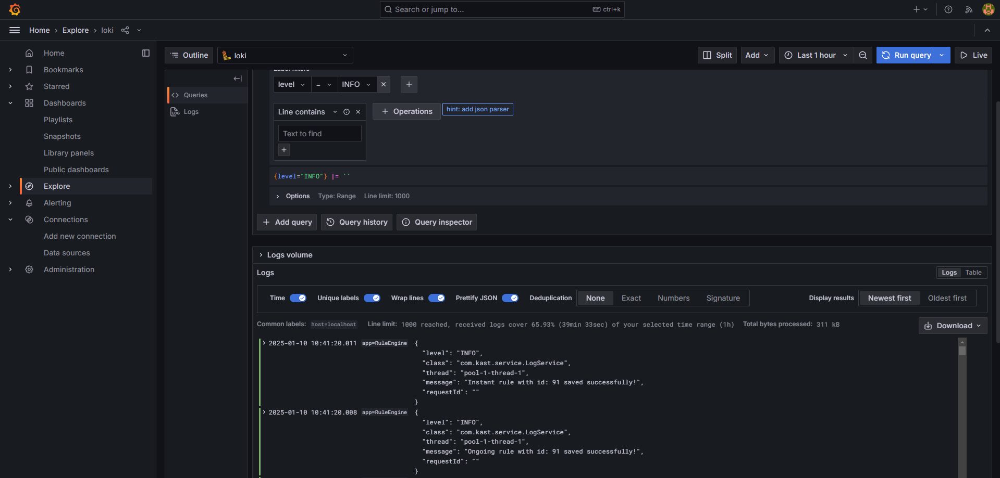 Search or jump to...
ctrl+k
Home › Explore › loki
Home
Bookmarks
Starred
Dashboards
Playlists
Snapshots
Library panels
Public dashboards
Explore
Alerting
Connections
Add new connection
Data sources
Administration
Outline
loki
Split
Add
Last 1 hour
Run query
Live
Queries
LOG Logs
Label filters
level = INFO
Line contains
Operations
hint: add json parser
Text to find
{level="INFO"} |= ``
Options Type: Range Line limit: 1000
Add query
Query history
Query inspector
Logs volume
Logs
Logs Table
Time
Unique labels
Wrap lines
Prettify JSON
Deduplication None Exact Numbers Signature
Display results Newest first Oldest first
Common labels: host=localhost Line limit: 1000 reached, received logs cover 65.93% (39min 33sec) of your selected time range (1h) Total bytes processed: 311 kB
Download
2025-01-10 10:41:20.011 app=RuleEngine {
"level": "INFO",
"class": "com.kast.service.LogService",
"thread": "pool-1-thread-1",
"message": "Instant rule with id: 91 saved successfully!",
"requestId": ""
}
2025-01-10 10:41:20.008 app=RuleEngine {
"level": "INFO",
"class": "com.kast.service.LogService",
"thread": "pool-1-thread-1",
"message": "Ongoing rule with id: 91 saved successfully!",
"requestId": ""
}